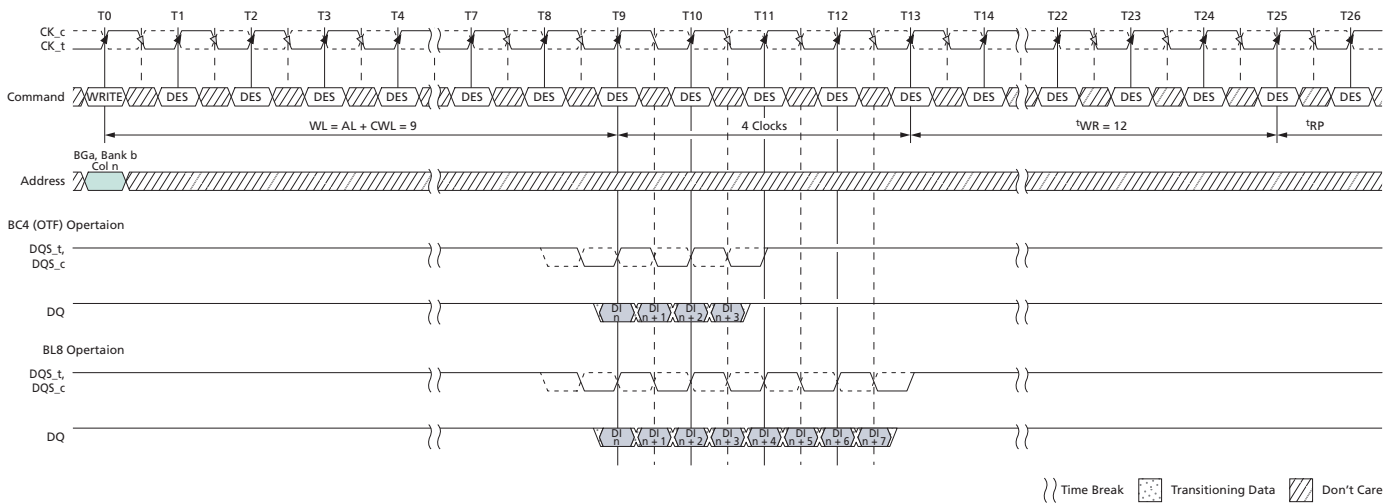 T0 T1 T2 T3 T4 T7 T8 T9 T10 T11 T12 T13 T14 T22 T23 T24 T25 T26
CK_c
CK_t
Command WRITE DES DES DES DES DES DES DES DES DES DES DES DES DES DES DES DES DES
WL = AL + CWL = 9 4 Clocks tWR = 12 tRP
BGa, Bank b
Col n
Address
BC4 (OTF) Opertaion
DQS_t,
DQS_c
DQ DI n DI n + 1 DI n + 2 DI n + 3
BL8 Opertaion
DQS_t,
DQS_c
DQ DI n DI n + 1 DI n + 2 DI n + 3 DI n + 4 DI n + 5 DI n + 6 DI n + 7
Time Break Transitioning Data Don't Care